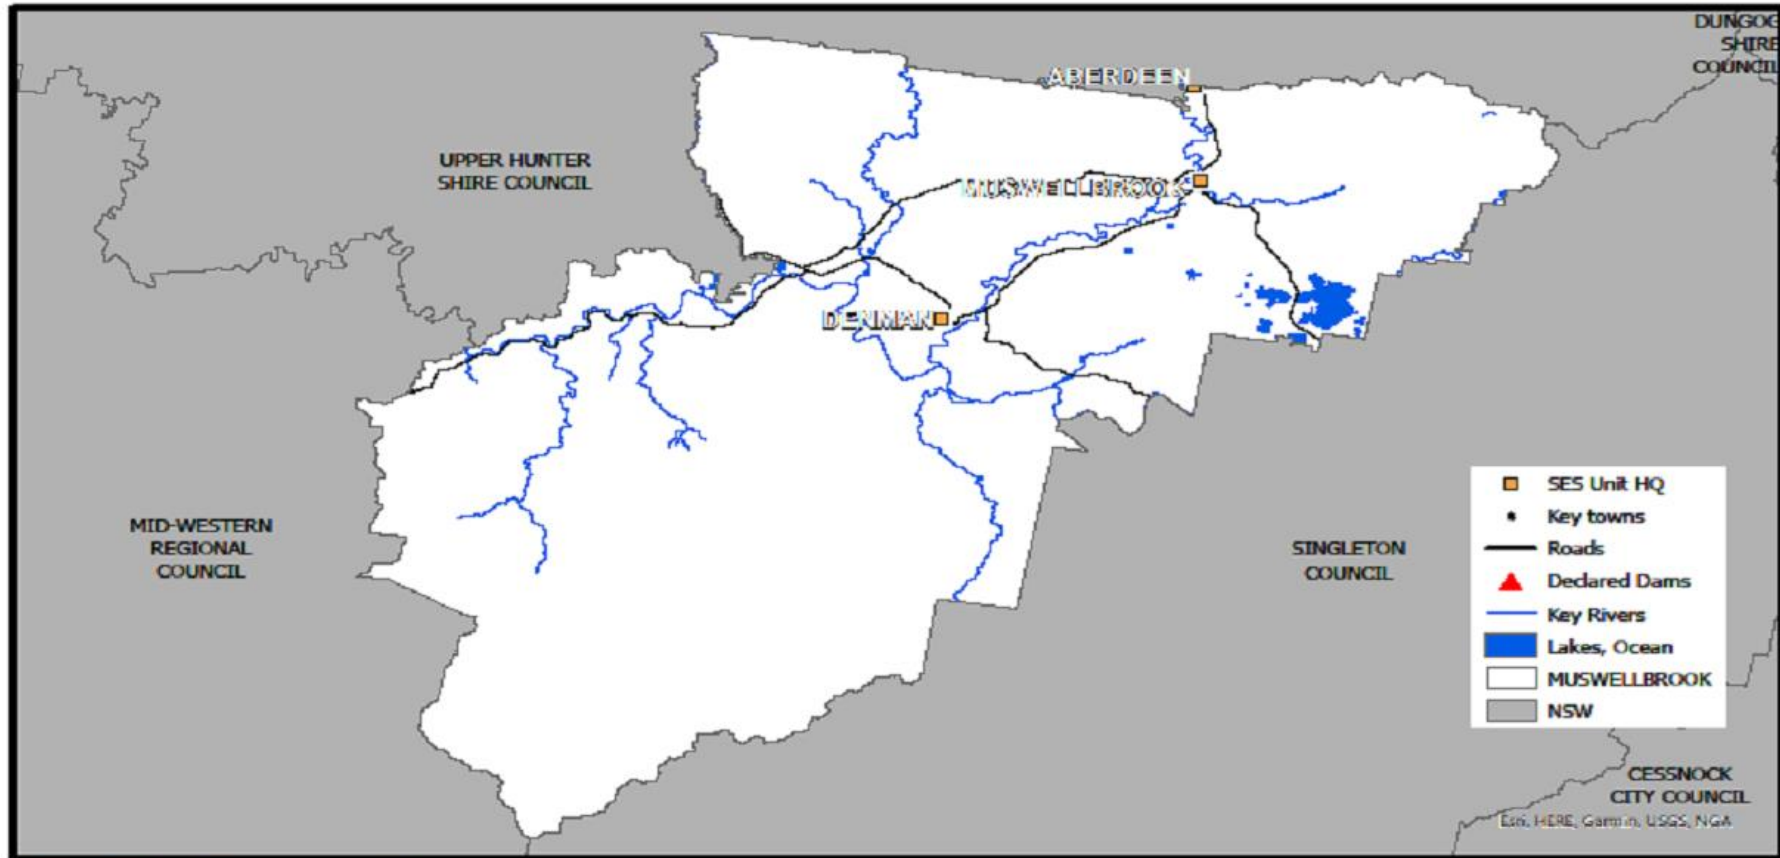 DUNGOG
SHIRE
COUNCIL
ABERDEEN
UPPER HUNTER
SHIRE COUNCIL
MUSWELLBROOK
DENMAN
MID-WESTERN
REGIONAL
COUNCIL
SINGLETON
COUNCIL
SES Unit HQ
Key towns
Roads
Declared Dams
Key Rivers
Lakes, Ocean
MUSWELLBROOK
NSW
CESSNOCK
CITY COUNCIL
Esri, HERE, Garmin, USGS, NGA